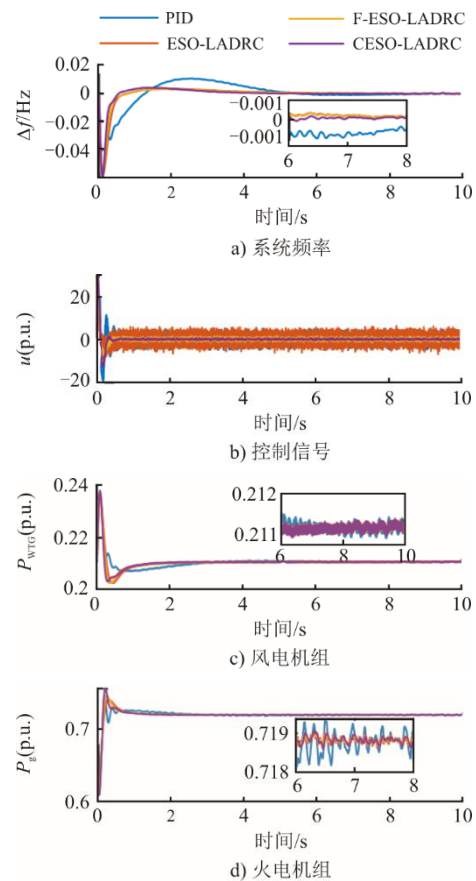 PID F-ESO-LADRC
ESO-LADRC CESO-LADRC
0.02
0
−0.02
−0.04
Δf/Hz
−0.001
0
−0.001
6 7 8
0 2 4 6 8 10
时间/s
a) 系统频率
20
0
−20
u(p.u.)
0 2 4 6 8 10
时间/s
b) 控制信号
0.24
0.22
0.2
P_WTG(p.u.)
0.212
0.211
6 8 10
0 2 4 6 8 10
时间/s
c) 风电机组
0.7
0.6
P_g(p.u.)
0.719
0.718
6 7 8
0 2 4 6 8 10
时间/s
d) 火电机组